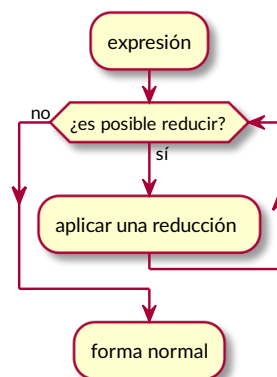 expresión
¿es posible reducir?
no
sí
aplicar una reducción
forma normal